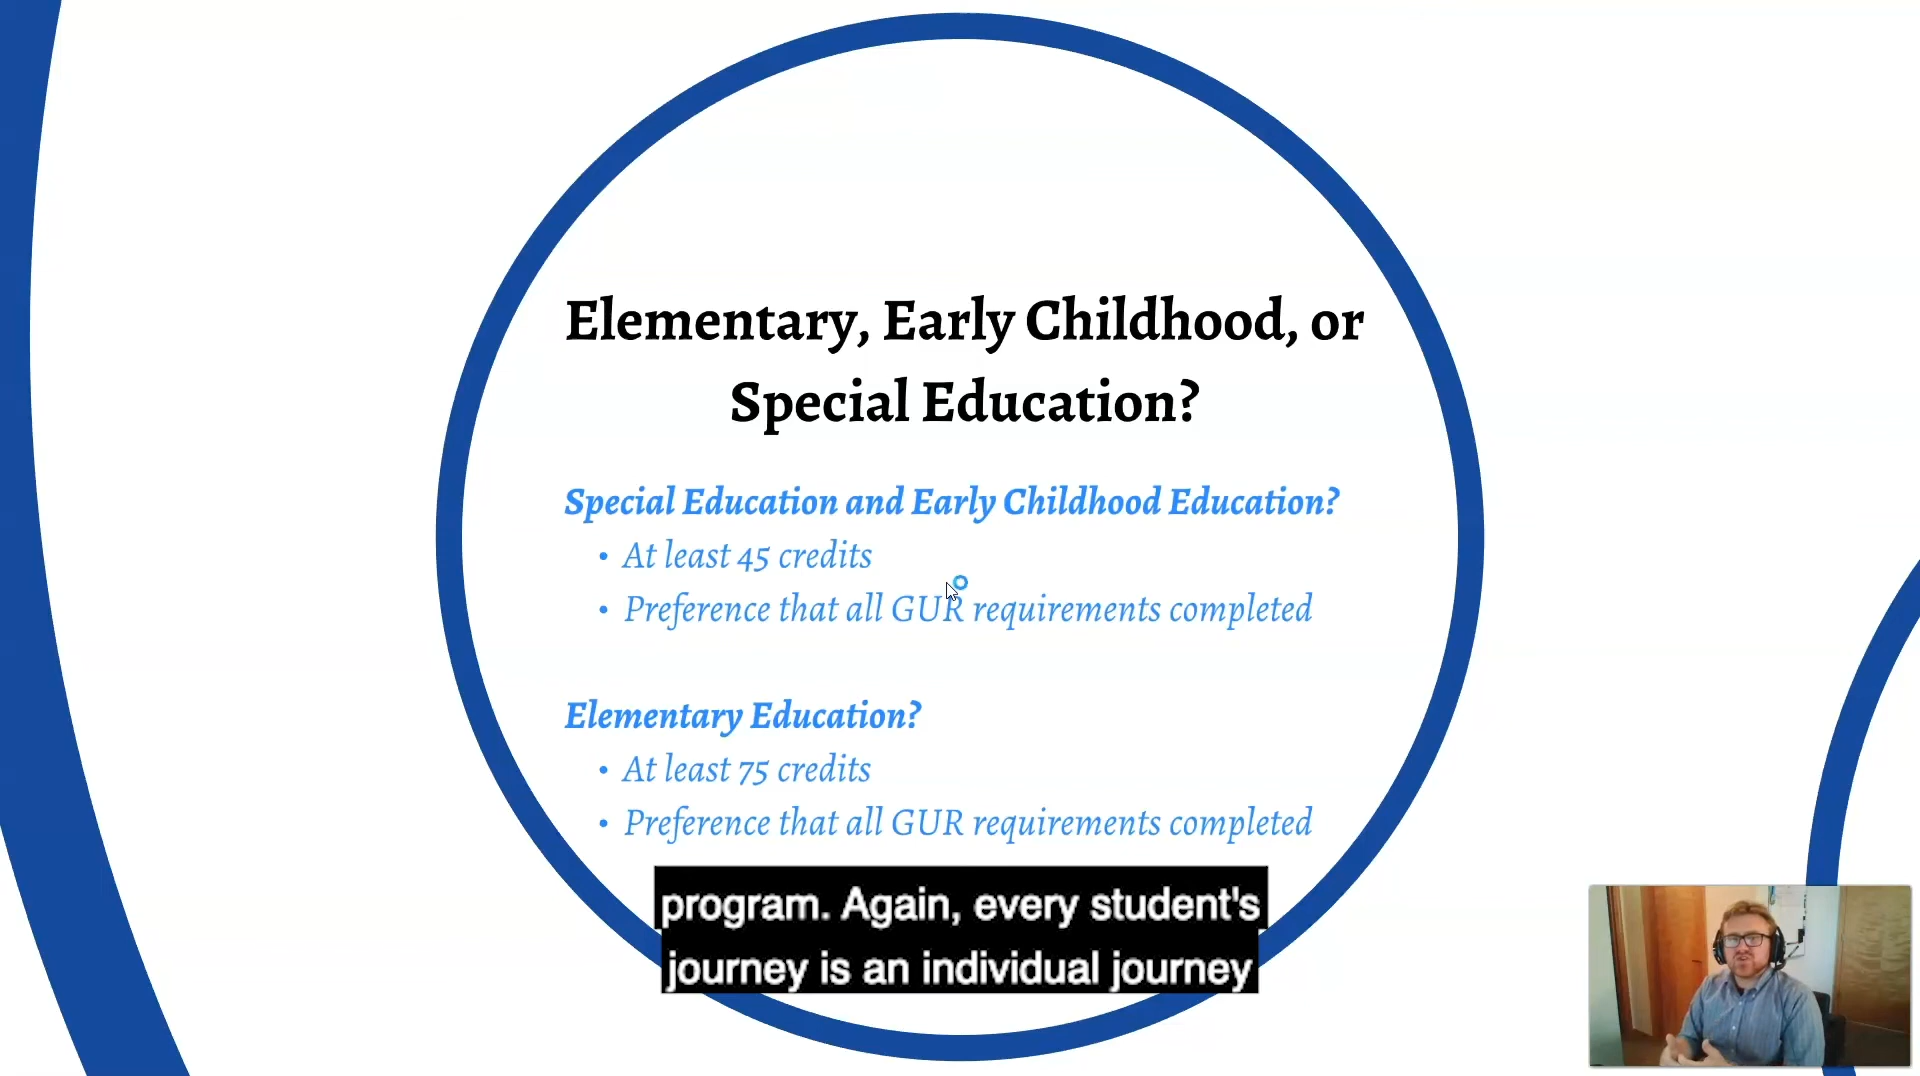 Elementary, Early Childhood, or
Special Education?
Special Education and Early Childhood Education?
• At least 45 credits
• Preference that all GUR requirements completed
Elementary Education?
• At least 75 credits
• Preference that all GUR requirements completed
program. Again, every student's
journey is an individual journey